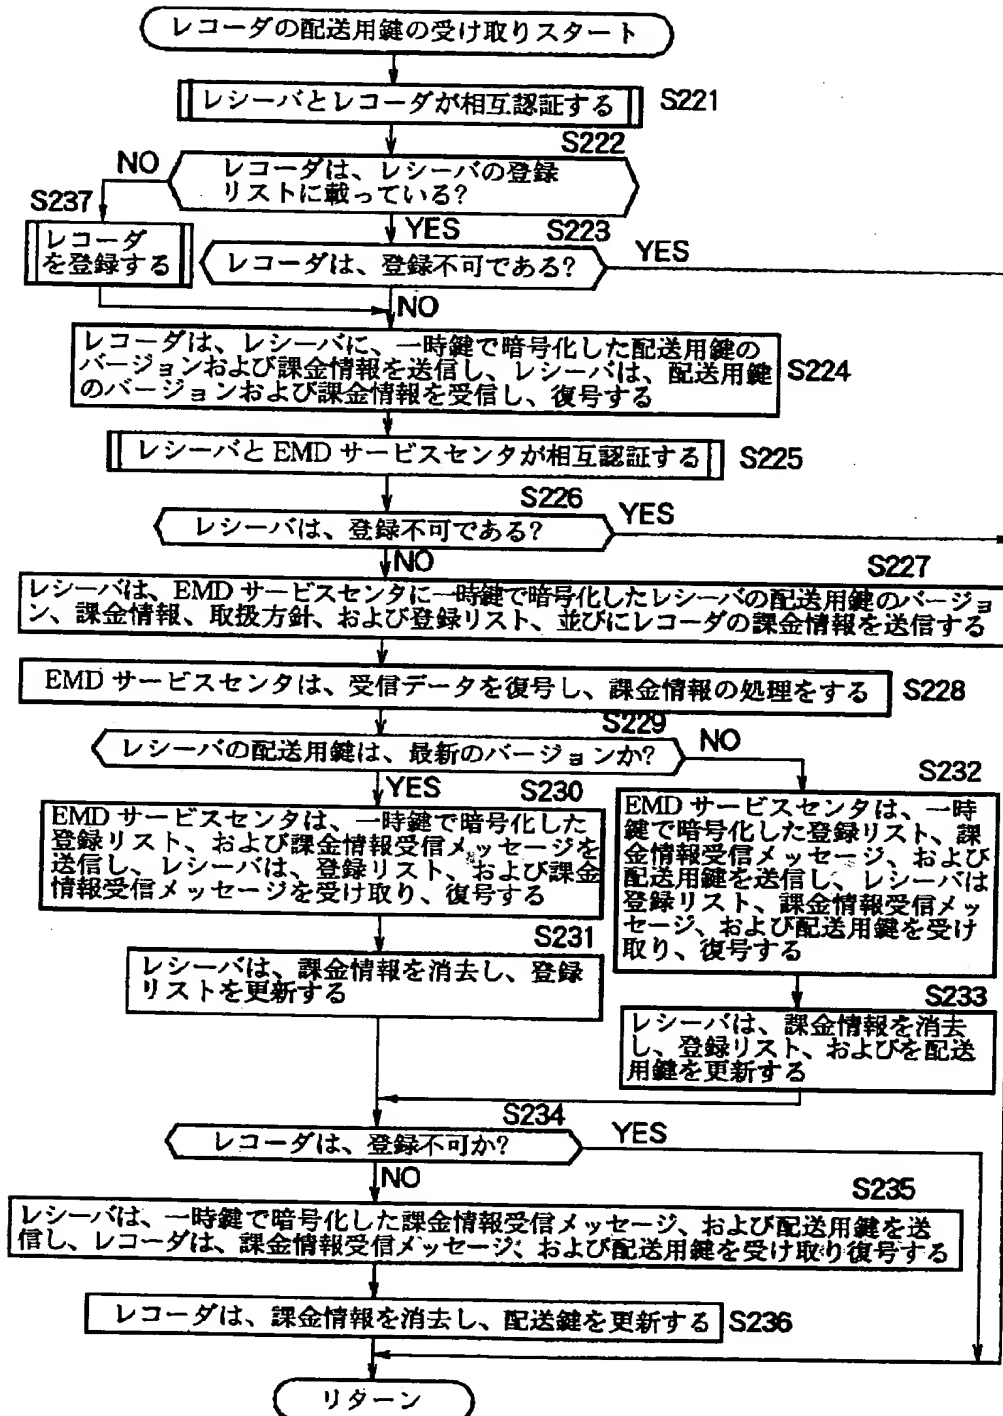 レコーダの配送用鍵の受け取りスタート
レシーバとレコーダが相互認証する
S221
S222
NO
レコーダは、レシーバの登録
リストに載っている?
S237
YES
S223
レコーダ
を登録する
レコーダは、登録不可である?
YES
NO
レコーダは、レシーバに、一時鍵で暗号化した配送用鍵の
バージョンおよび課金情報を送信し、レシーバは、配送用鍵
のバージョンおよび課金情報を受信し、復号する
S224
レシーバと EMD サービスセンタが相互認証する
S225
S226
レシーバは、登録不可である?
YES
NO
S227
レシーバは、EMD サービスセンタに一時鍵で暗号化したレシーバの配送用鍵のバージョ
ン、課金情報、取扱方針、および登録リスト、並びにレコーダの課金情報を送信する
EMD サービスセンタは、受信データを復号し、課金情報の処理をする
S228
S229
レシーバの配送用鍵は、最新のバージョンか?
NO
YES
S230
EMD サービスセンタは、一時鍵で暗号化した
登録リスト、および課金情報受信メッセージを
送信し、レシーバは、登録リスト、および課金
情報受信メッセージを受け取り、復号する
S232
EMD サービスセンタは、一時
鍵で暗号化した登録リスト、課
金情報受信メッセージ、および
配送用鍵を送信し、レシーバは
登録リスト、課金情報受信メッ
セージ、および配送用鍵を受け
取り、復号する
S231
レシーバは、課金情報を消去し、登録
リストを更新する
S233
レシーバは、課金情報を消去
し、登録リスト、およびを配送
用鍵を更新する
S234
レコーダは、登録不可か?
YES
NO
S235
レシーバは、一時鍵で暗号化した課金情報受信メッセージ、および配送用鍵を送
信し、レコーダは、課金情報受信メッセージ、および配送用鍵を受け取り復号する
レコーダは、課金情報を消去し、配送鍵を更新する
S236
リターン